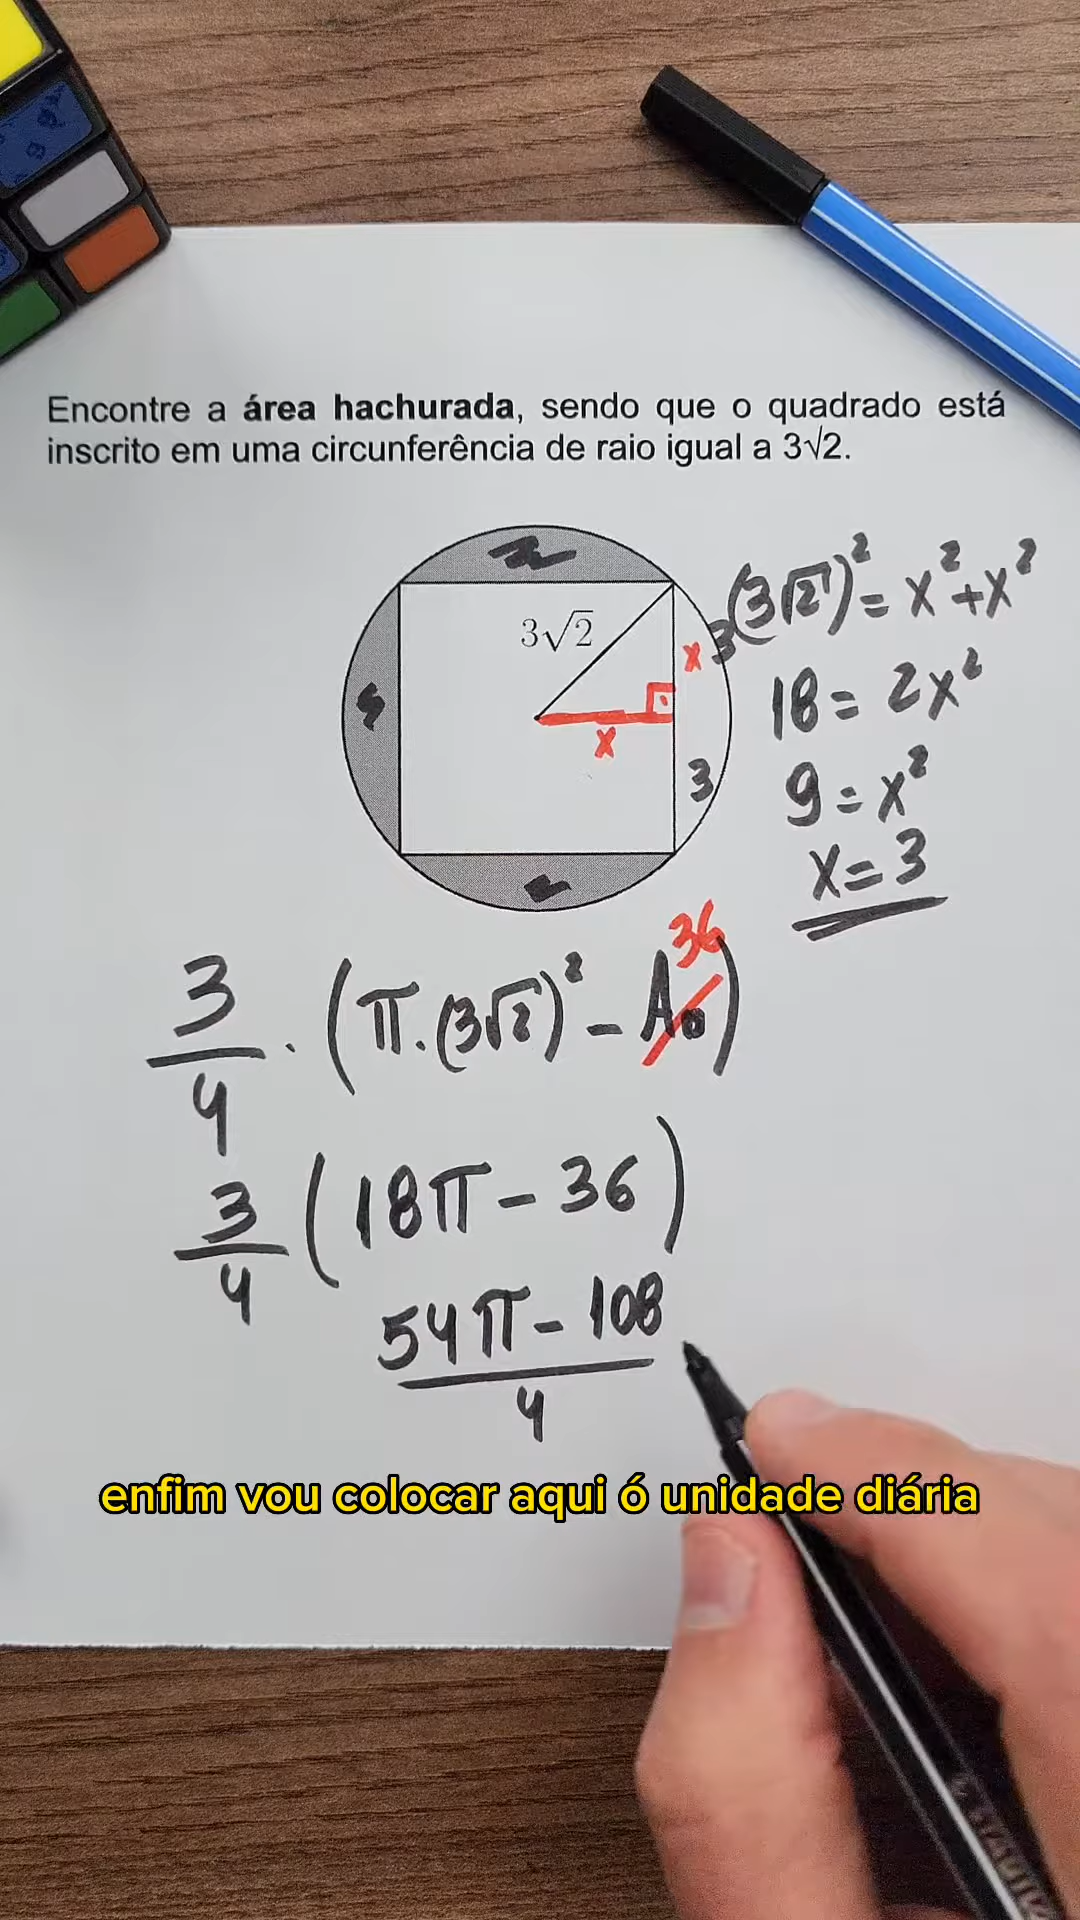 Encontre a área hachurada, sendo que o quadrado está
inscrito em uma circunferência de raio igual a 3√2.
3√2
x
x
3
3
(3√2)² = x² + x²
18 = 2x²
9 = x²
x = 3
36
3/4 · (π·(3√2)² - A□)
3/4 (18π - 36)
54π - 108
4
enfim vou colocar aqui ó unidade diária